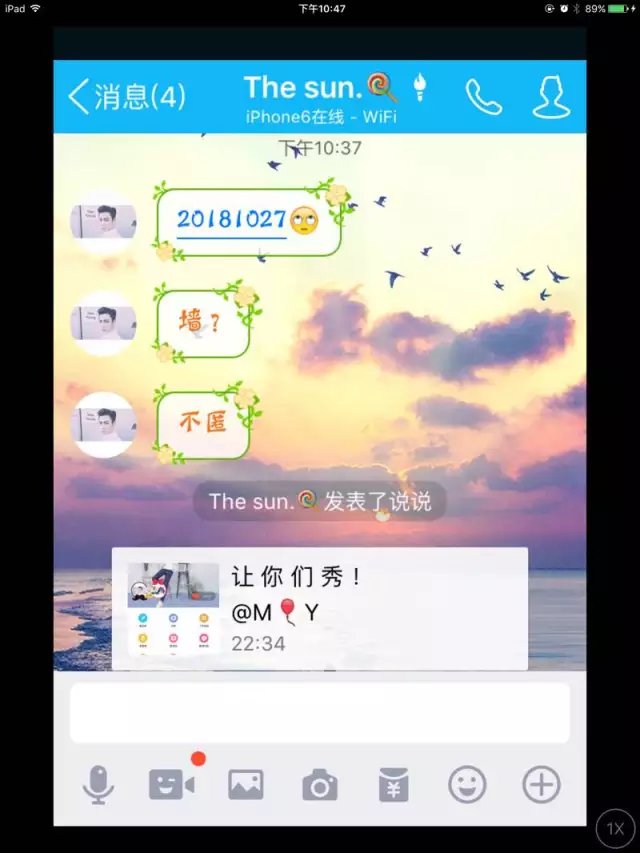 iPad
下午10:47
89%
消息(4)
The sun.🍭
iPhone6在线 - WiFi
下午10:37
20181027🙄
墙？
不匿
The sun.🍭发表了说说
让你们秀！
@M🎈Y
22:34
1X